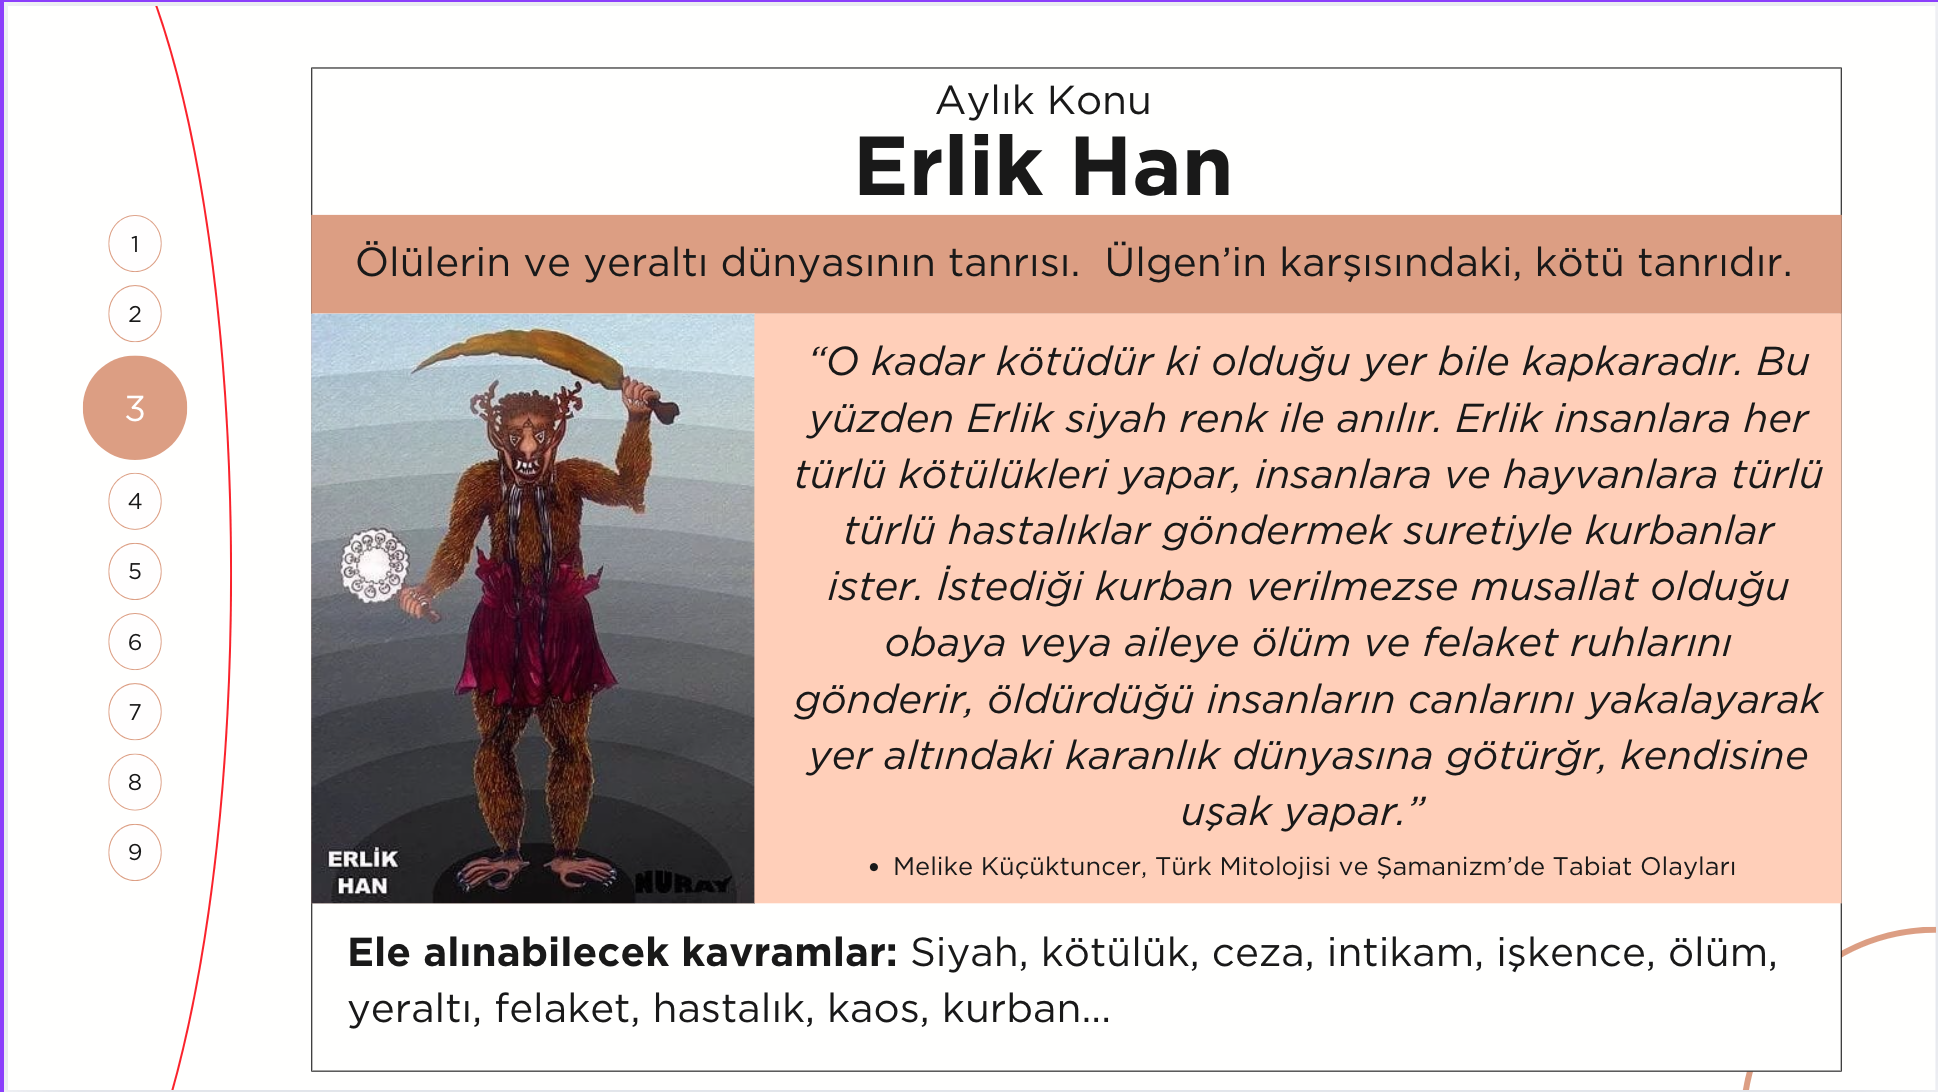 Aylık Konu
Erlik Han
Ölülerin ve yeraltı dünyasının tanrısı. Ülgen’in karşısındaki, kötü tanrıdır.
1
2
3
4
5
6
7
8
9
“O kadar kötüdür ki olduğu yer bile kapkaradır. Bu
yüzden Erlik siyah renk ile anılır. Erlik insanlara her
türlü kötülükleri yapar, insanlara ve hayvanlara türlü
türlü hastalıklar göndermek suretiyle kurbanlar
ister. İstediği kurban verilmezse musallat olduğu
obaya veya aileye ölüm ve felaket ruhlarını
gönderir, öldürdüğü insanların canlarını yakalayarak
yer altındaki karanlık dünyasına götürğr, kendisine
uşak yapar.”
• Melike Küçüktuncer, Türk Mitolojisi ve Şamanizm’de Tabiat Olayları
ERLİK
HAN
NURAY
Ele alınabilecek kavramlar: Siyah, kötülük, ceza, intikam, işkence, ölüm,
yeraltı, felaket, hastalık, kaos, kurban...